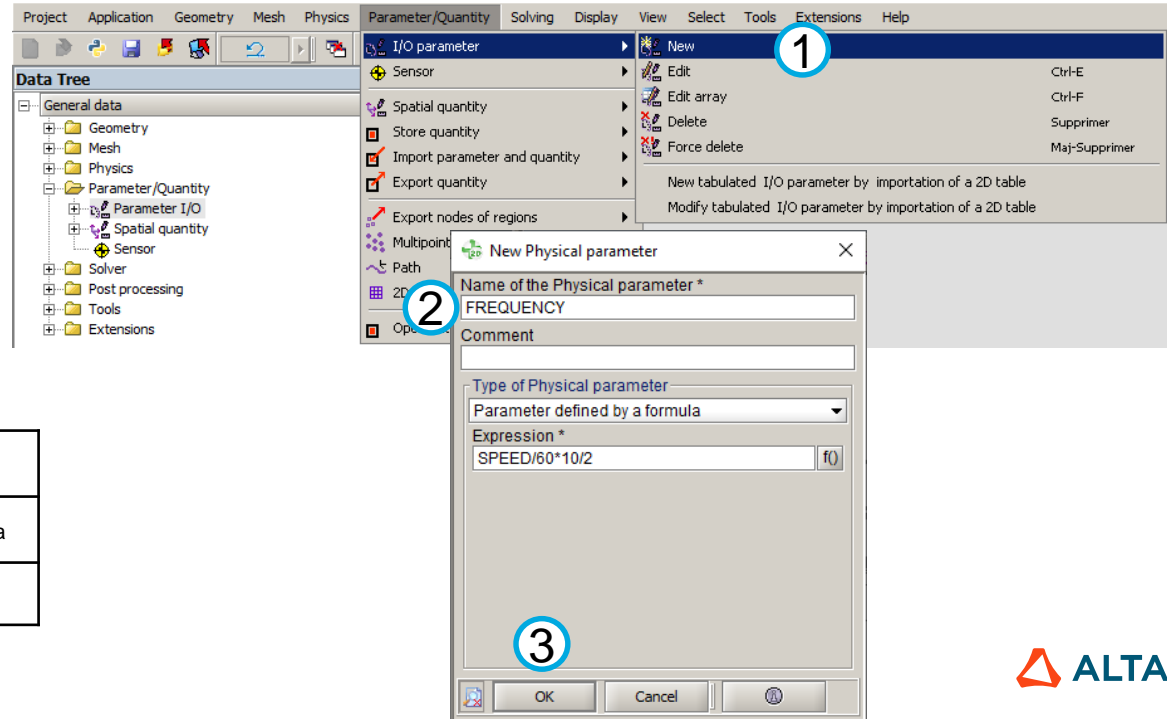 Project Application Geometry Mesh Physics Parameter/Quantity Solving Display View Select Tools Extensions Help
Data Tree
General data
Geometry
Mesh
Physics
Parameter/Quantity
Parameter I/O
Spatial quantity
Sensor
Solver
Post processing
Tools
Extensions
I/O parameter
Sensor
Spatial quantity
Store quantity
Import parameter and quantity
Export quantity
Export nodes of regions
Multipoint
Path
2D
New
1
Edit Ctrl-E
Edit array Ctrl-F
Delete Supprimer
Force delete Maj-Supprimer
New tabulated I/O parameter by importation of a 2D table
Modify tabulated I/O parameter by importation of a 2D table
New Physical parameter
Name of the Physical parameter *
2
FREQUENCY
Comment
Type of Physical parameter
Parameter defined by a formula
Expression *
SPEED/60*10/2 f()
3
OK Cancel
a
ALTA